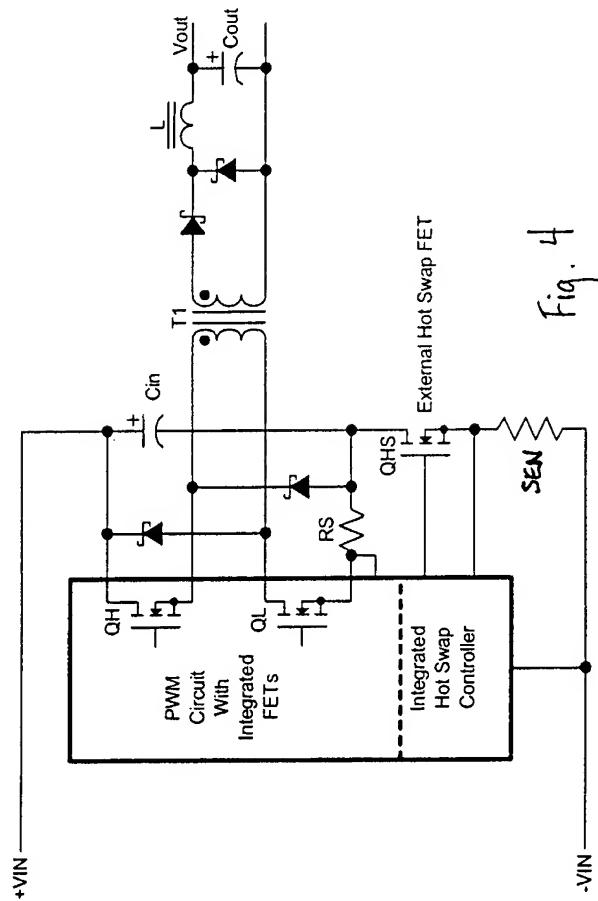 +VIN
-VIN
PWM
Circuit
With
Integrated
FETs
Integrated
Hot Swap
Controller
QH
QL
RS
QHS
External Hot Swap FET
SEN
+
Cin
T1
L
Vout
+
Cout
Fig. 4